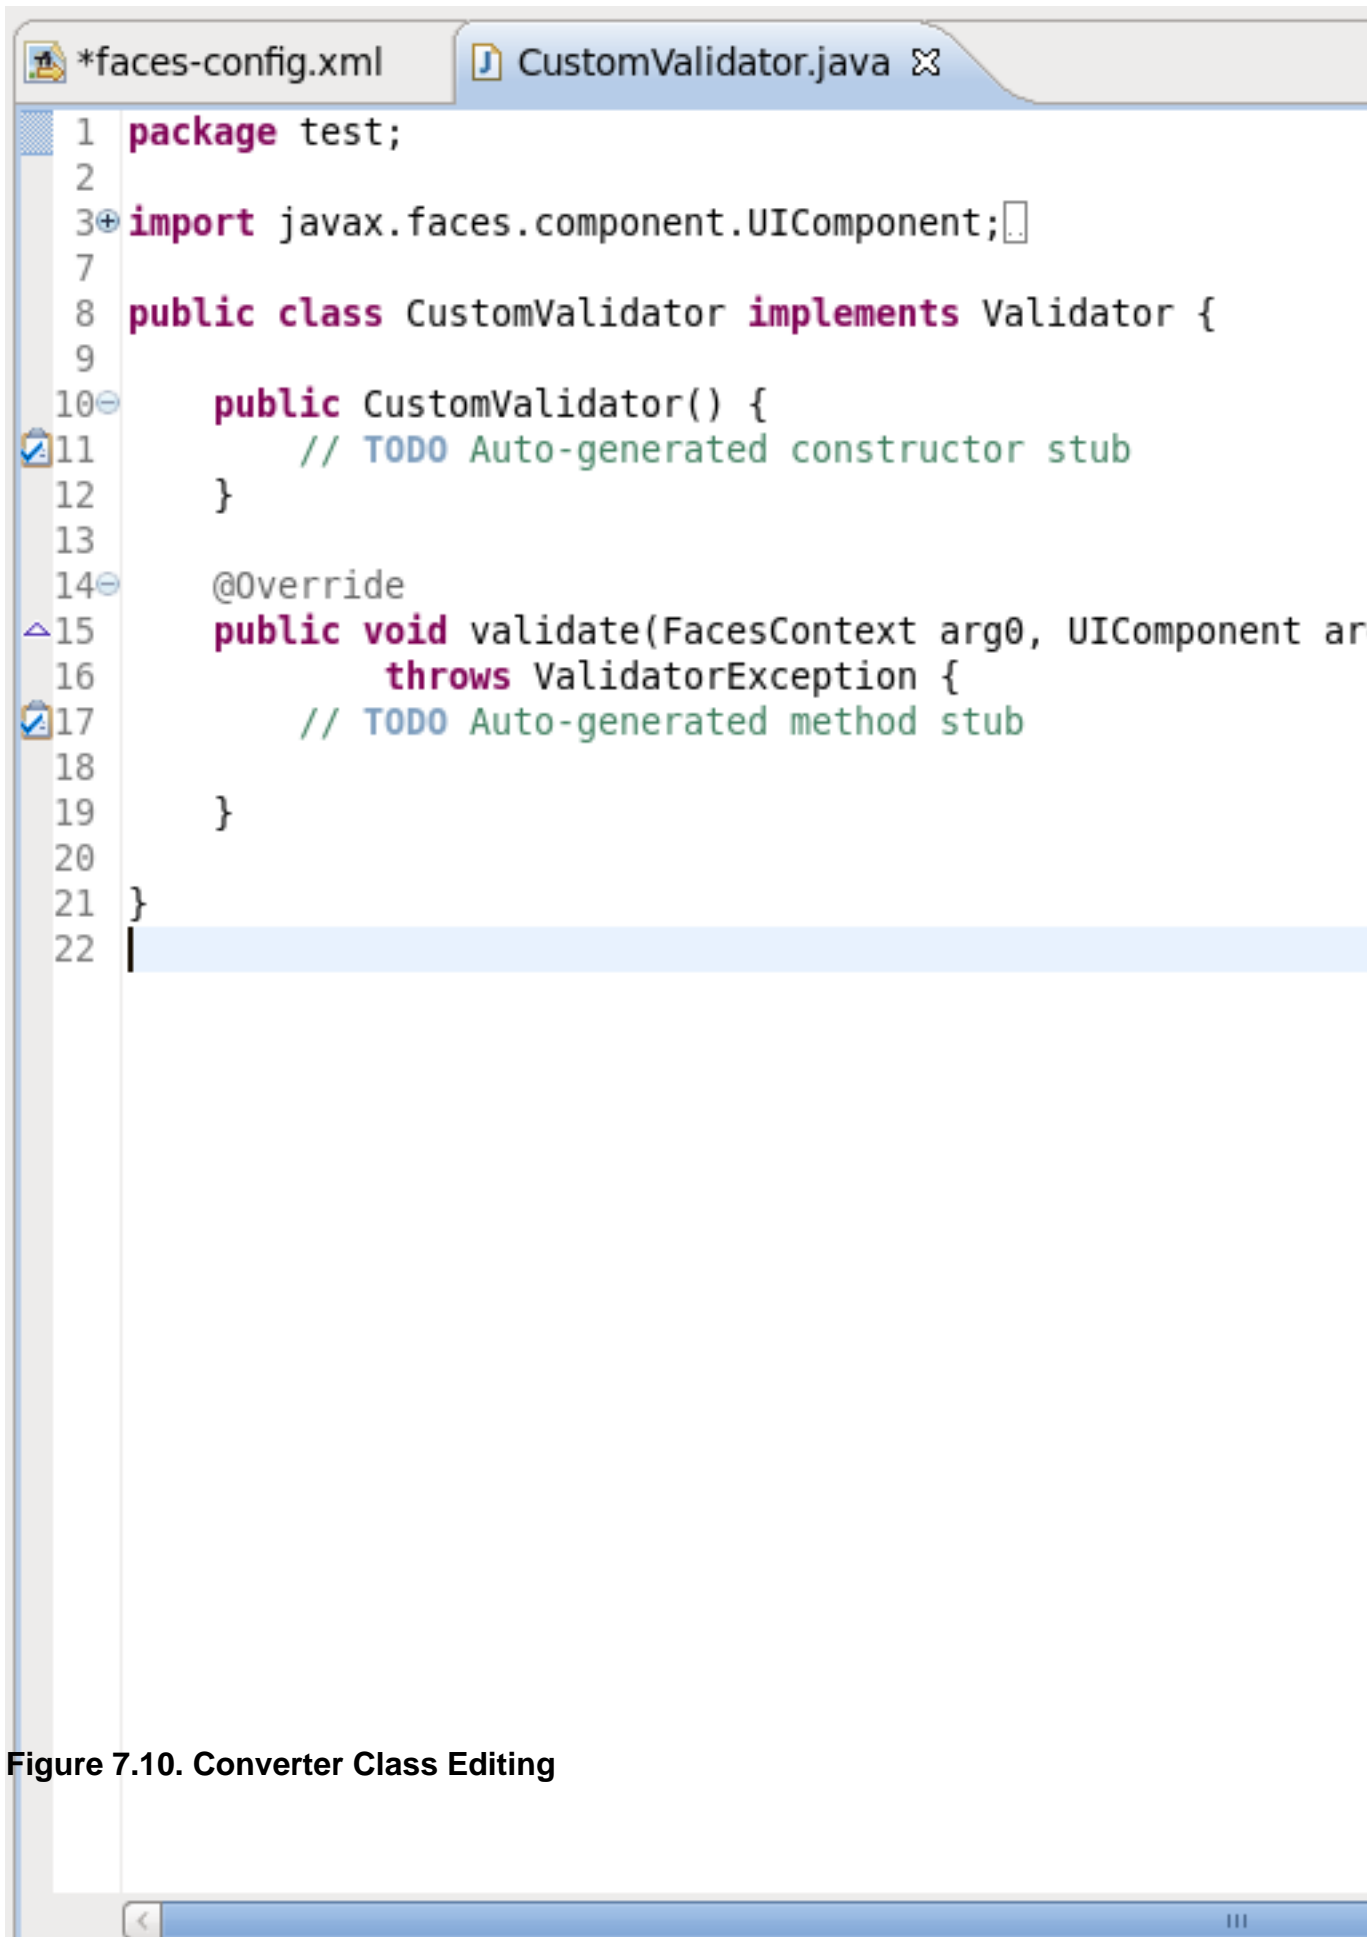 *faces-config.xml CustomValidator.java
1 package test;
2
3 import javax.faces.component.UIComponent;
7
8 public class CustomValidator implements Validator {
9
10 public CustomValidator() {
11 // TODO Auto-generated constructor stub
12 }
13
14 @Override
15 public void validate(FacesContext arg0, UIComponent
16 throws ValidatorException {
17 // TODO Auto-generated method stub
18
19 }
20
21 }
22
Figure 7.10. Converter Class Editing